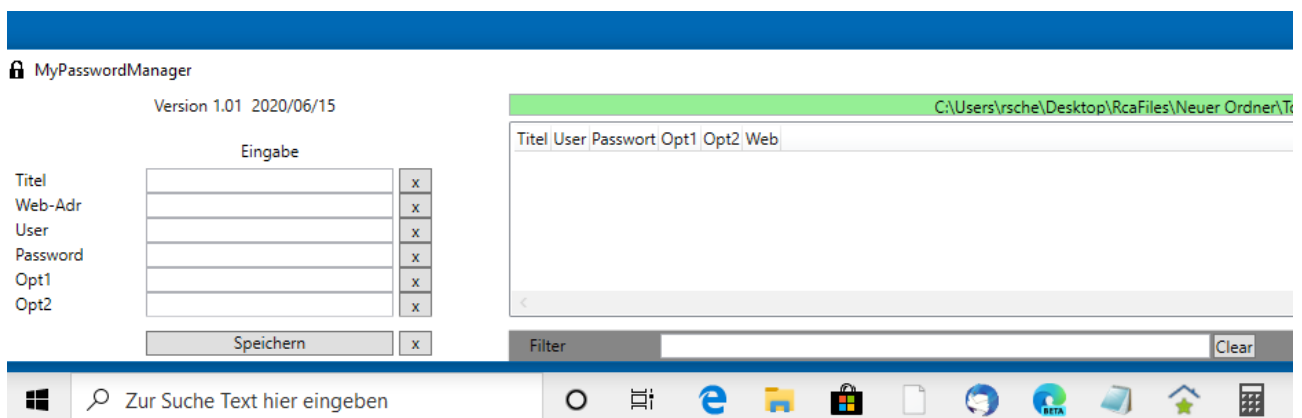 MyPasswordManager
Version 1.01 2020/06/15
C:\Users\rsche\Desktop\RcaFiles\Neuer Ordner\
Eingabe
Titel User Passwort Opt1 Opt2 Web
Titel x
Web-Adr x
User x
Password x
Opt1 x
Opt2 x
Speichern x
Filter Clear
Zur Suche Text hier eingeben
BETA